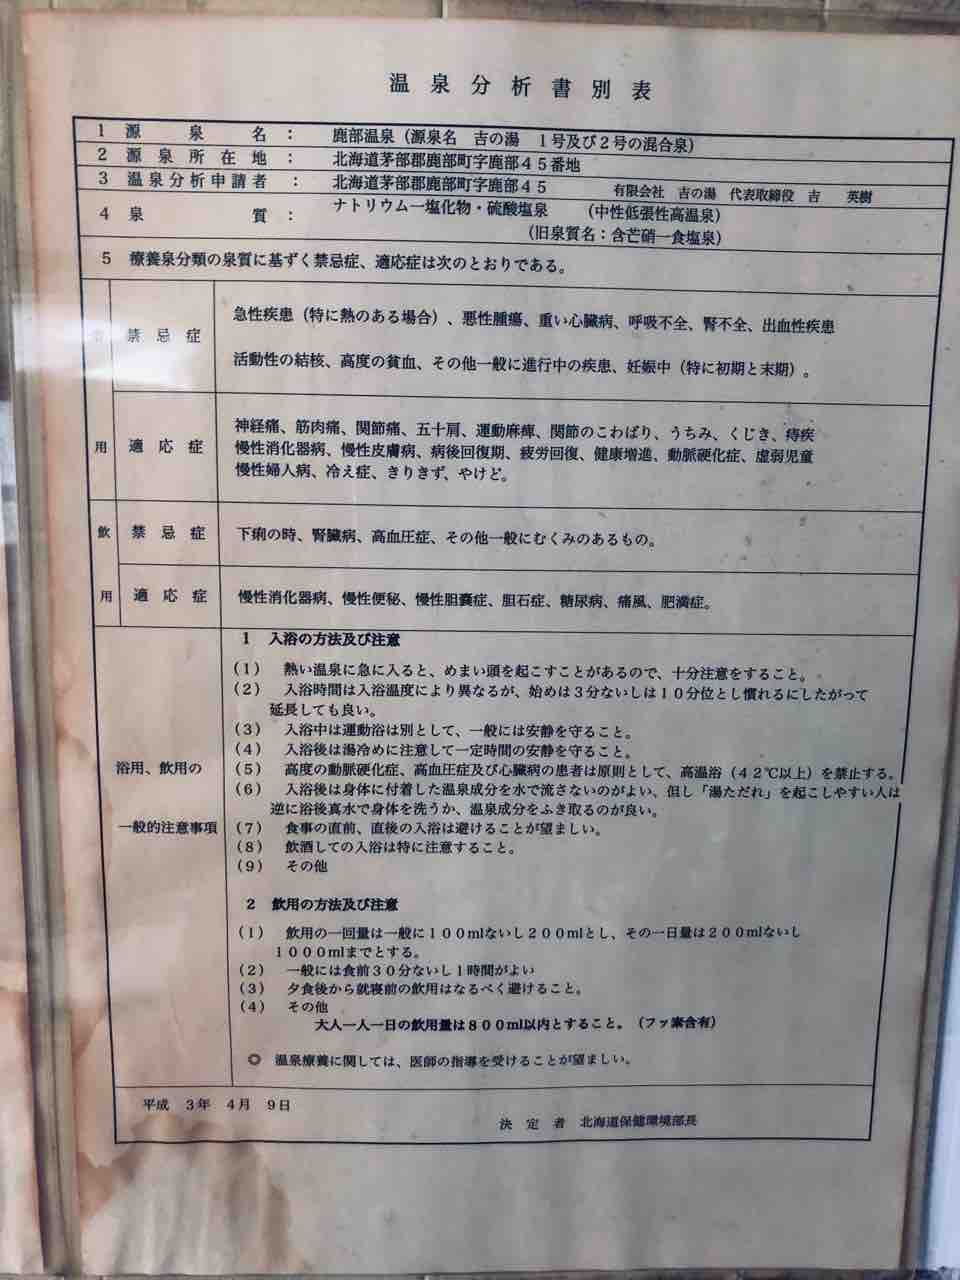 温泉分析書別表
1 源泉名： 鹿部温泉（源泉名 吉の湯 1号及び2号の混合泉）
2 源泉所在地： 北海道茅部郡鹿部町字鹿部45番地
3 温泉分析申請者： 北海道茅部郡鹿部町字鹿部45 有限会社 吉の湯 代表取締役 吉 英樹
4 泉質： ナトリウム―塩化物・硫酸塩泉 （中性低張性高温泉）
（旧泉質名：含芒硝―食塩泉）
5 療養泉分類の泉質に基ずく禁忌症、適応症は次のとおりである。
用
禁忌症
急性疾患（特に熱のある場合）、悪性腫瘍、重い心臓病、呼吸不全、腎不全、出血性疾患
活動性の結核、高度の貧血、その他一般に進行中の疾患、妊娠中（特に初期と末期）。
適応症
神経痛、筋肉痛、関節痛、五十肩、運動麻痺、関節のこわばり、うちみ、くじき、痔疾
慢性消化器病、慢性皮膚病、病後回復期、疲労回復、健康増進、動脈硬化症、虚弱児童
慢性婦人病、冷え症、きりきず、やけど。
飲用
禁忌症
下痢の時、腎臓病、高血圧症、その他一般にむくみのあるもの。
適応症
慢性消化器病、慢性便秘、慢性胆嚢症、胆石症、糖尿病、痛風、肥満症。
浴用、飲用の
一般的注意事項
1 入浴の方法及び注意
（1） 熱い温泉に急に入ると、めまい頭を起こすことがあるので、十分注意をすること。
（2） 入浴時間は入浴温度により異なるが、始めは3分ないしは10分位とし慣れるにしたがって
延長しても良い。
（3） 入浴中は運動浴は別として、一般には安静を守ること。
（4） 入浴後は湯冷めに注意して一定時間の安静を守ること。
（5） 高度の動脈硬化症、高血圧症及び心臓病の患者は原則として、高温浴（42℃以上）を禁止する。
（6） 入浴後は身体に付着した温泉成分を水で流さないのがよい、但し「湯ただれ」を起こしやすい人は
逆に浴後真水で身体を洗うか、温泉成分をふき取るのが良い。
（7） 食事の直前、直後の入浴は避けることが望ましい。
（8） 飲酒しての入浴は特に注意すること。
（9） その他
2 飲用の方法及び注意
（1） 飲用の一回量は一般に100mlないし200mlとし、その一日量は200mlないし
1000mlまでとする。
（2） 一般には食前30分ないし1時間がよい
（3） 夕食後から就寝前の飲用はなるべく避けること。
（4） その他
大人一人一日の飲用量は800ml以内とすること。（フッ素含有）
◎ 温泉療養に関しては、医師の指導を受けることが望ましい。
平成 3年 4月 9日
決定者 北海道保健環境部長